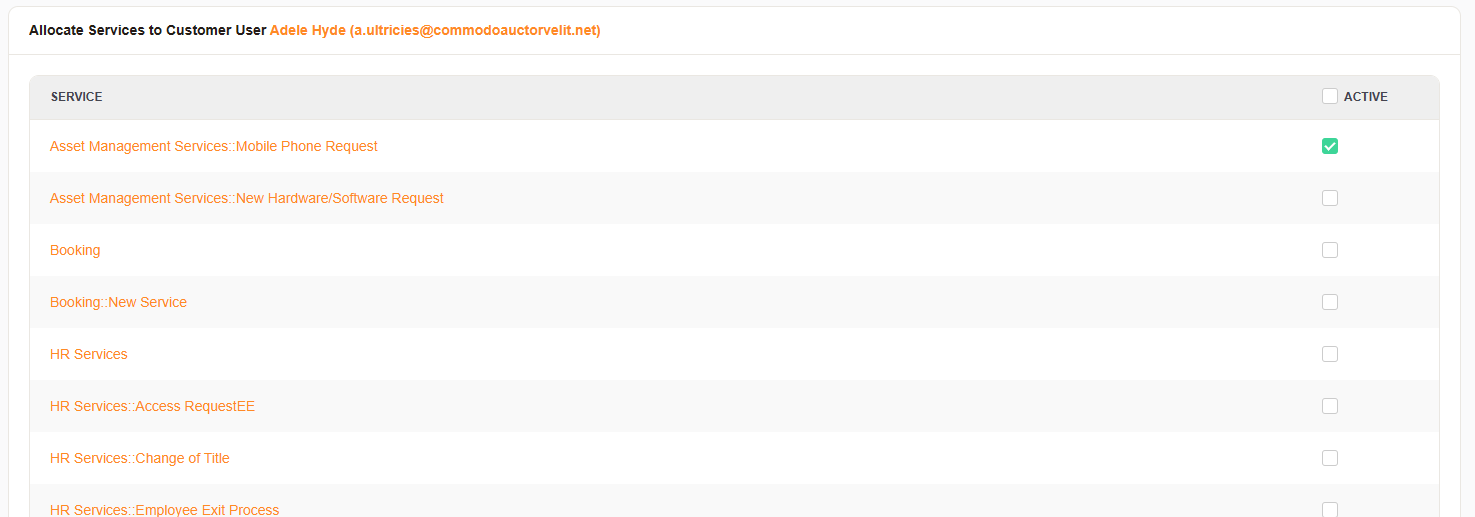 Allocate Services to Customer User Adele Hyde (a.ultricies@commodoauctorvelit.net)
SERVICE ACTIVE
Asset Management Services::Mobile Phone Request
Asset Management Services::New Hardware/Software Request
Booking
Booking::New Service
HR Services
HR Services::Access RequestEE
HR Services::Change of Title
HR Services::Employee Exit Process